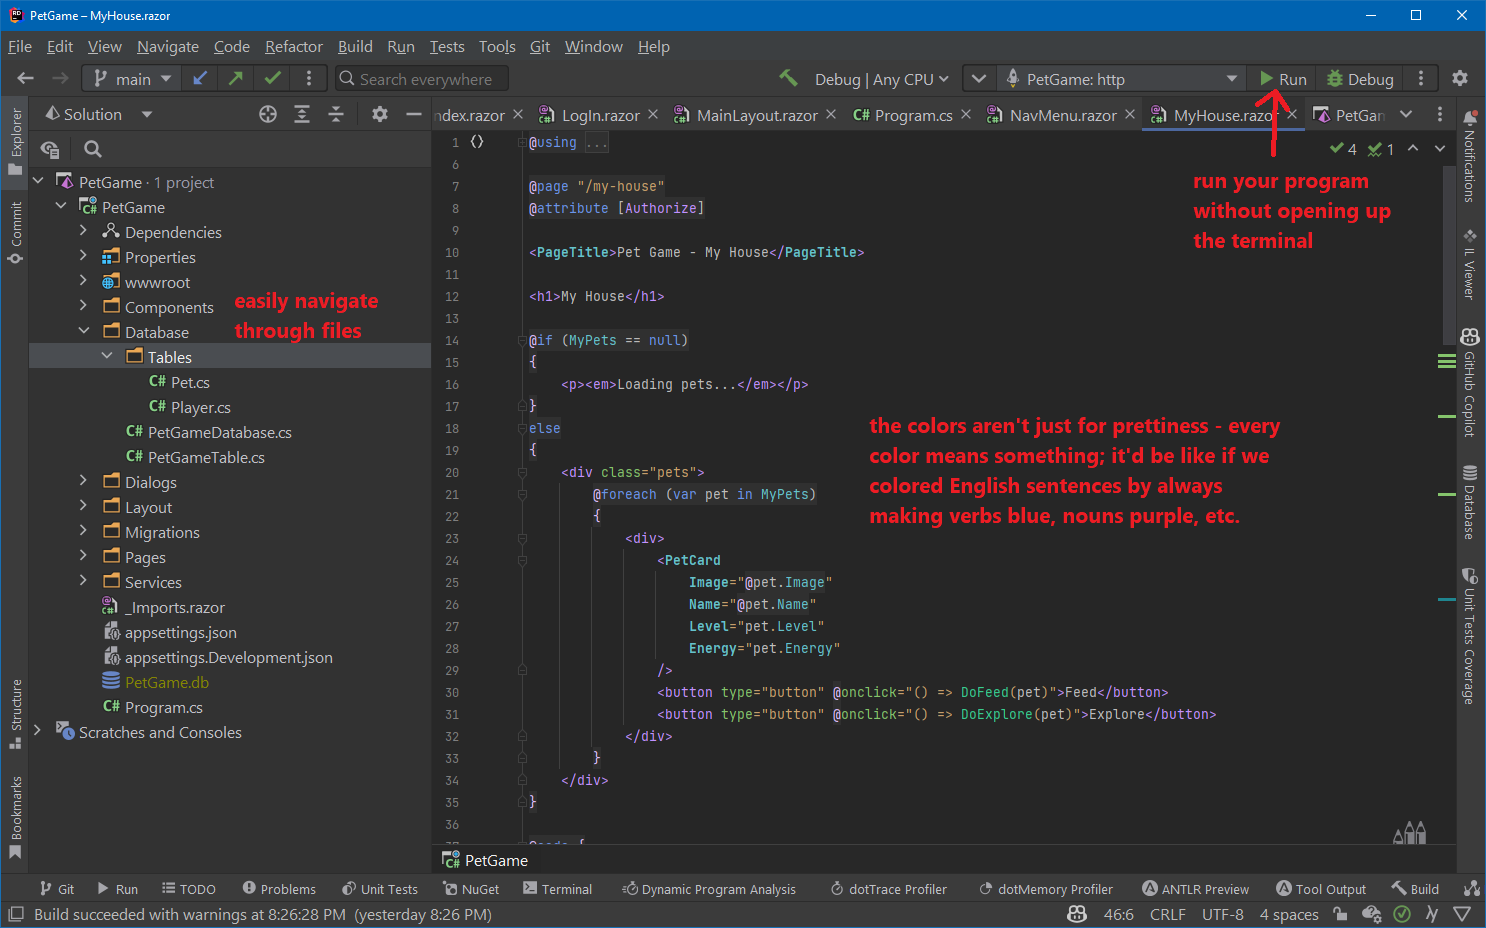 PetGame – MyHouse.razor
File Edit View Navigate Code Refactor Build Run Tests Tools Git Window Help
main Search everywhere Debug | Any CPU PetGame: http Run Debug
Explorer
Commit
Structure
Bookmarks
Solution
PetGame · 1 project
PetGame
Dependencies
Properties
wwwroot
Components
Database
Tables
Pet.cs
Player.cs
PetGameDatabase.cs
PetGameTable.cs
Dialogs
Layout
Migrations
Pages
Services
_Imports.razor
appsettings.json
appsettings.Development.json
PetGame.db
Program.cs
Scratches and Consoles
easily navigate
through files
ndex.razor LogIn.razor MainLayout.razor Program.cs NavMenu.razor MyHouse.razor PetGan
4 1
1 @using ...
6
7 @page "/my-house"
8 @attribute [Authorize]
9
10 <PageTitle>Pet Game - My House</PageTitle>
11
12 <h1>My House</h1>
13
14 @if (MyPets == null)
15 {
16 <p><em>Loading pets...</em></p>
17 }
18 else
19 {
20 <div class="pets">
21 @foreach (var pet in MyPets)
22 {
23 <div>
24 <PetCard
25 Image="@pet.Image"
26 Name="@pet.Name"
27 Level="pet.Level"
28 Energy="pet.Energy"
29 />
30 <button type="button" @onclick="() => DoFeed(pet)">Feed</button>
31 <button type="button" @onclick="() => DoExplore(pet)">Explore</button>
32 </div>
33 }
34 </div>
35 }
36
run your program
without opening up
the terminal
the colors aren't just for prettiness - every
color means something; it'd be like if we
colored English sentences by always
making verbs blue, nouns purple, etc.
Notifications
IL Viewer
GitHub Copilot
Database
Unit Tests Coverage
PetGame
Git Run TODO Problems Unit Tests NuGet Terminal Dynamic Program Analysis dotTrace Profiler dotMemory Profiler ANTLR Preview Tool Output Build
Build succeeded with warnings at 8:26:28 PM (yesterday 8:26 PM) 46:6 CRLF UTF-8 4 spaces